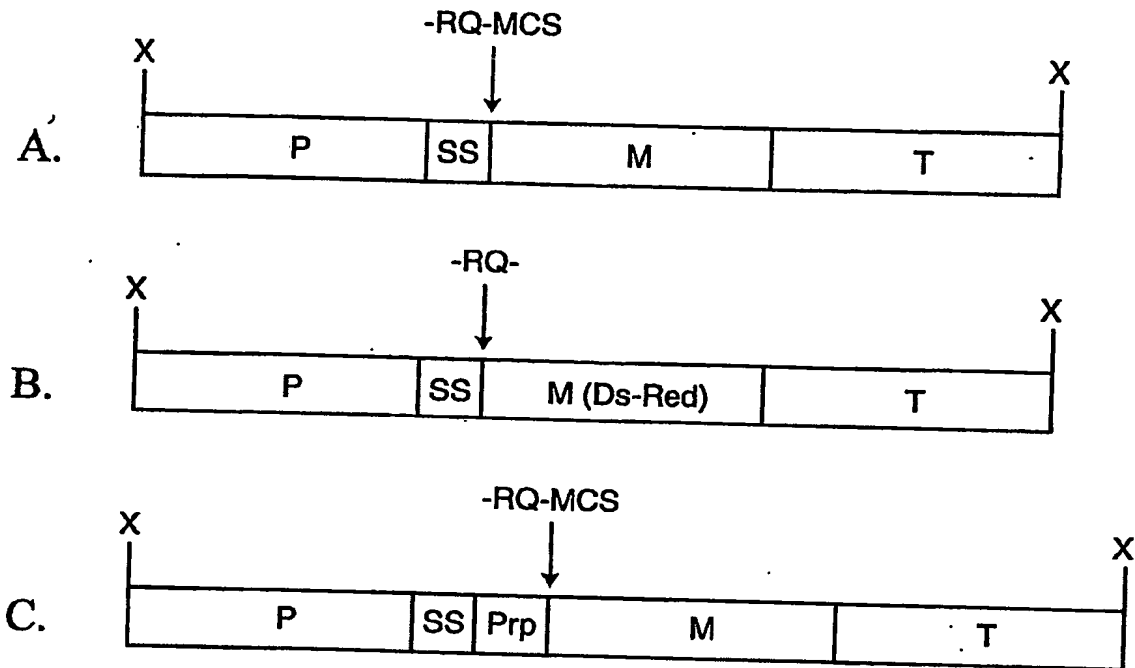 -RQ-MCS
X X
A. P SS M T
-RQ-
X X
B. P SS M (Ds-Red) T
-RQ-MCS
X X
C. P SS Prp M T